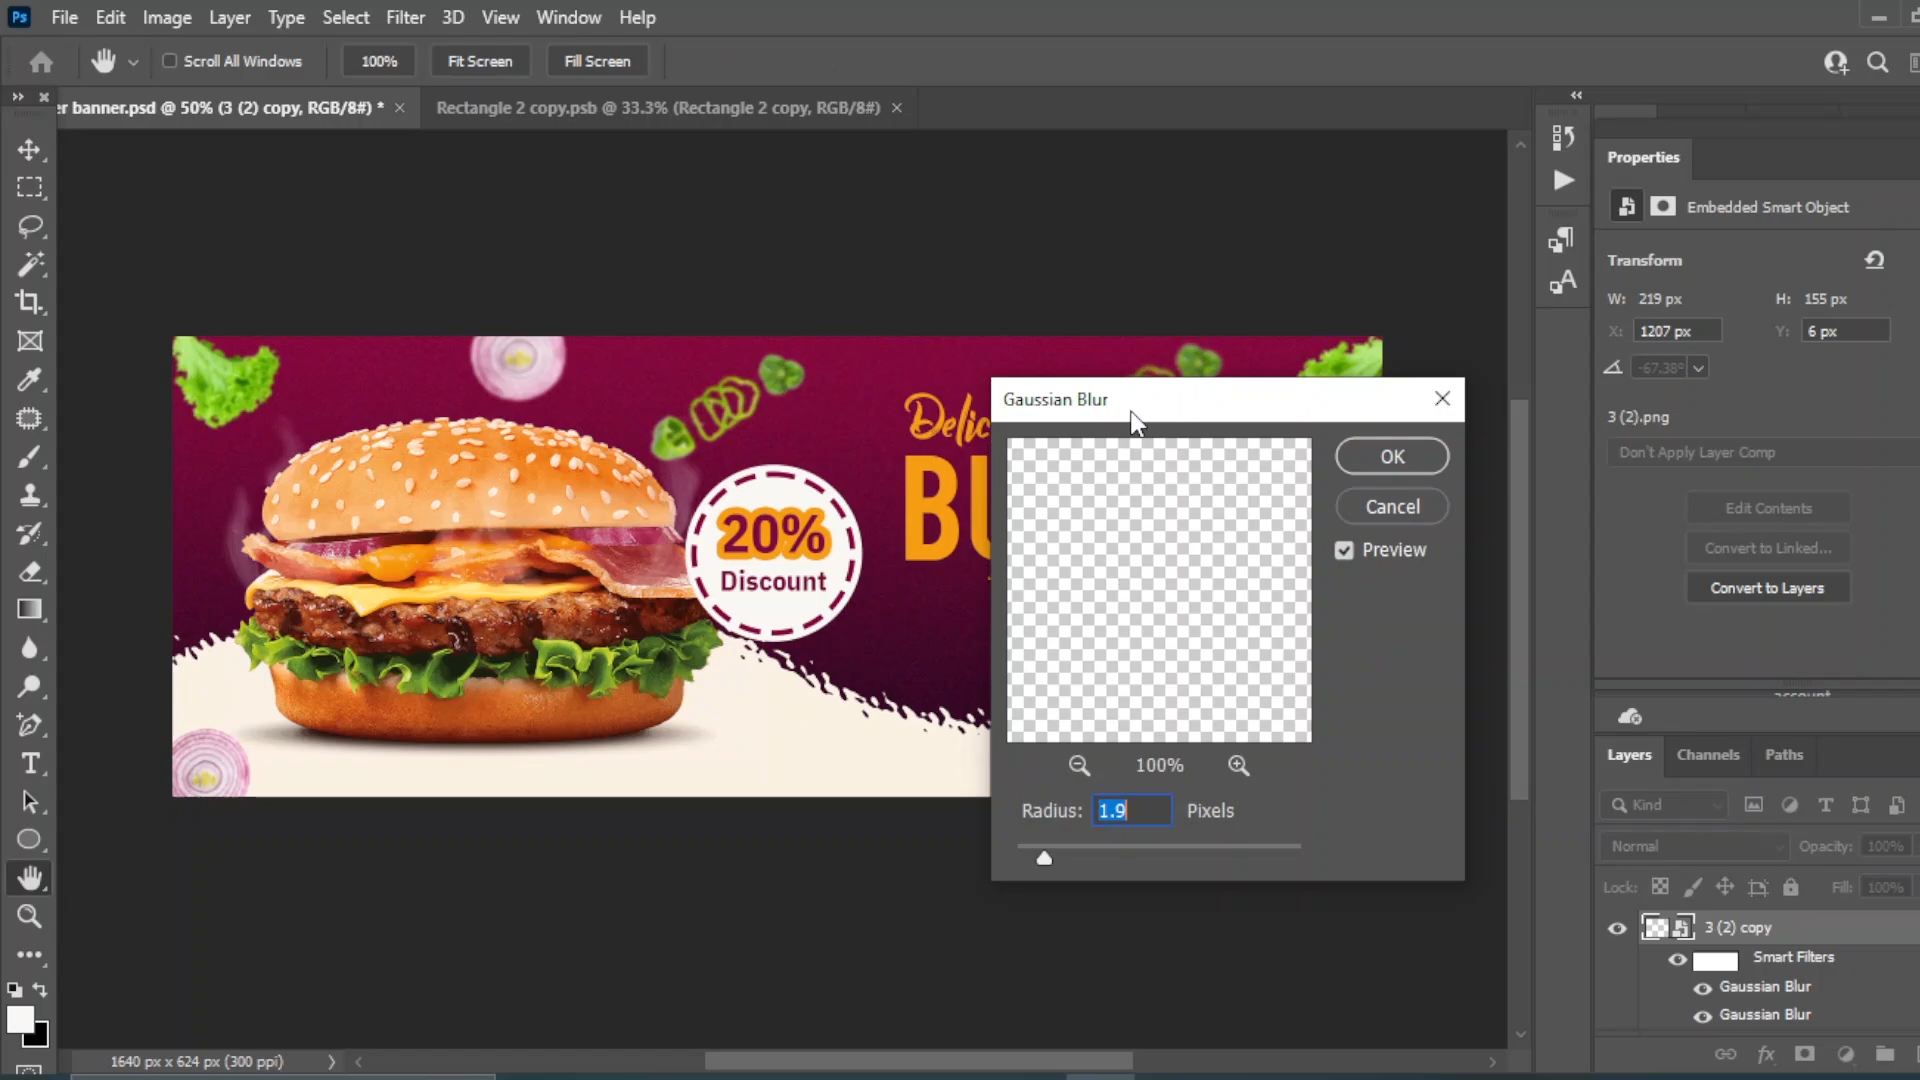 Ps File Edit Image Layer Type Select Filter 3D View Window Help
Scroll All Windows 100% Fit Screen Fill Screen
er banner.psd @ 50% (3 (2) copy, RGB/8#) * × Rectangle 2 copy.psb @ 33.3% (Rectangle 2 copy, RGB/8#) ×
Properties
Embedded Smart Object
Transform
W: 219 px H: 155 px
X: 1207 px Y: 6 px
-67.38°
3 (2).png
Don't Apply Layer Comp
Edit Contents
Convert to Linked...
Convert to Layers
Delic
BU
20%
Discount
Gaussian Blur
OK
Cancel
Preview
100%
Radius: 1.9 Pixels
Layers Channels Paths
Kind
Normal Opacity: 100%
Lock: Fill: 100%
3 (2) copy
Smart Filters
Gaussian Blur
Gaussian Blur
1640 px x 624 px (300 ppi)